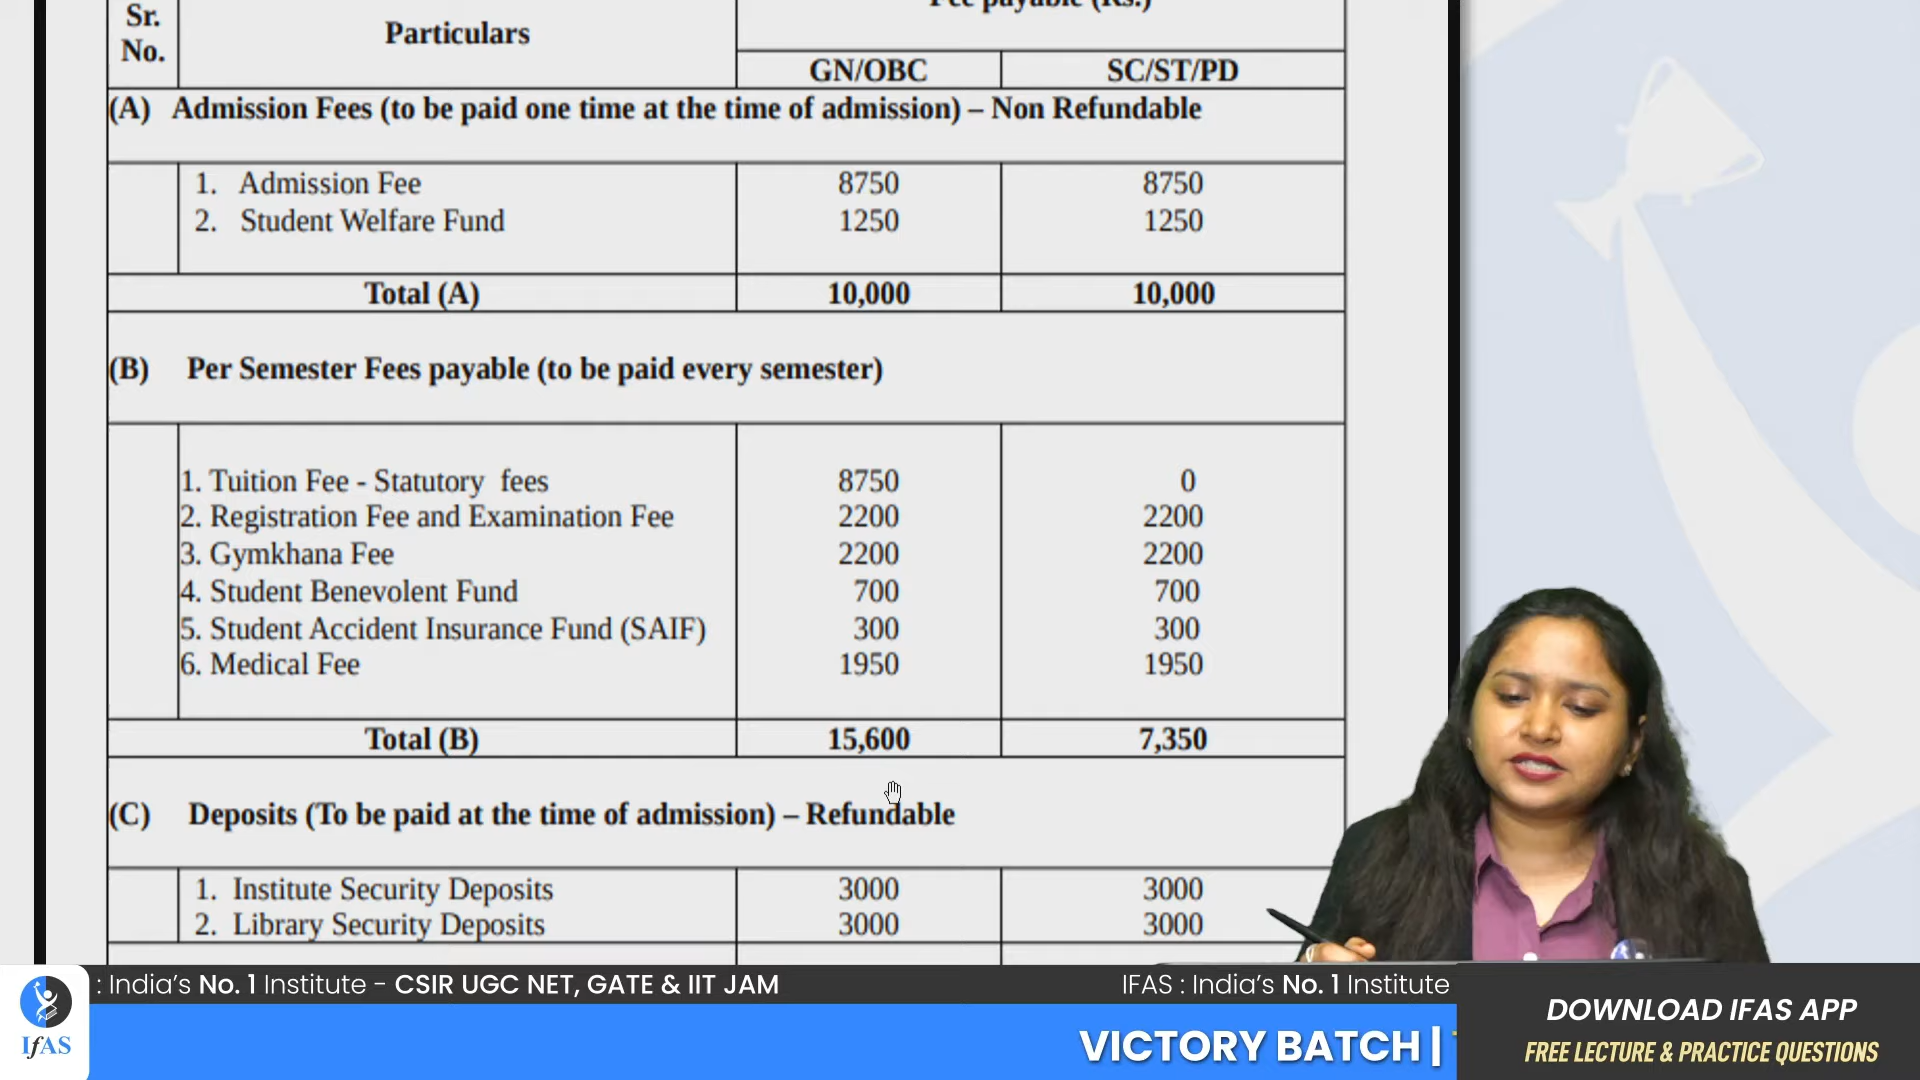 Fee payable (Rs.)
Sr. No.
Particulars
GN/OBC SC/ST/PD
(A) Admission Fees (to be paid one time at the time of admission) – Non Refundable
1. Admission Fee 8750 8750
2. Student Welfare Fund 1250 1250
Total (A) 10,000 10,000
(B) Per Semester Fees payable (to be paid every semester)
1. Tuition Fee - Statutory fees 8750 0
2. Registration Fee and Examination Fee 2200 2200
3. Gymkhana Fee 2200 2200
4. Student Benevolent Fund 700 700
5. Student Accident Insurance Fund (SAIF) 300 300
6. Medical Fee 1950 1950
Total (B) 15,600 7,350
(C) Deposits (To be paid at the time of admission) – Refundable
1. Institute Security Deposits 3000 3000
2. Library Security Deposits 3000 3000
: India's No. 1 Institute - CSIR UGC NET, GATE & IIT JAM IFAS : India's No. 1 Institute
IfAS
VICTORY BATCH |
DOWNLOAD IFAS APP
FREE LECTURE & PRACTICE QUESTIONS